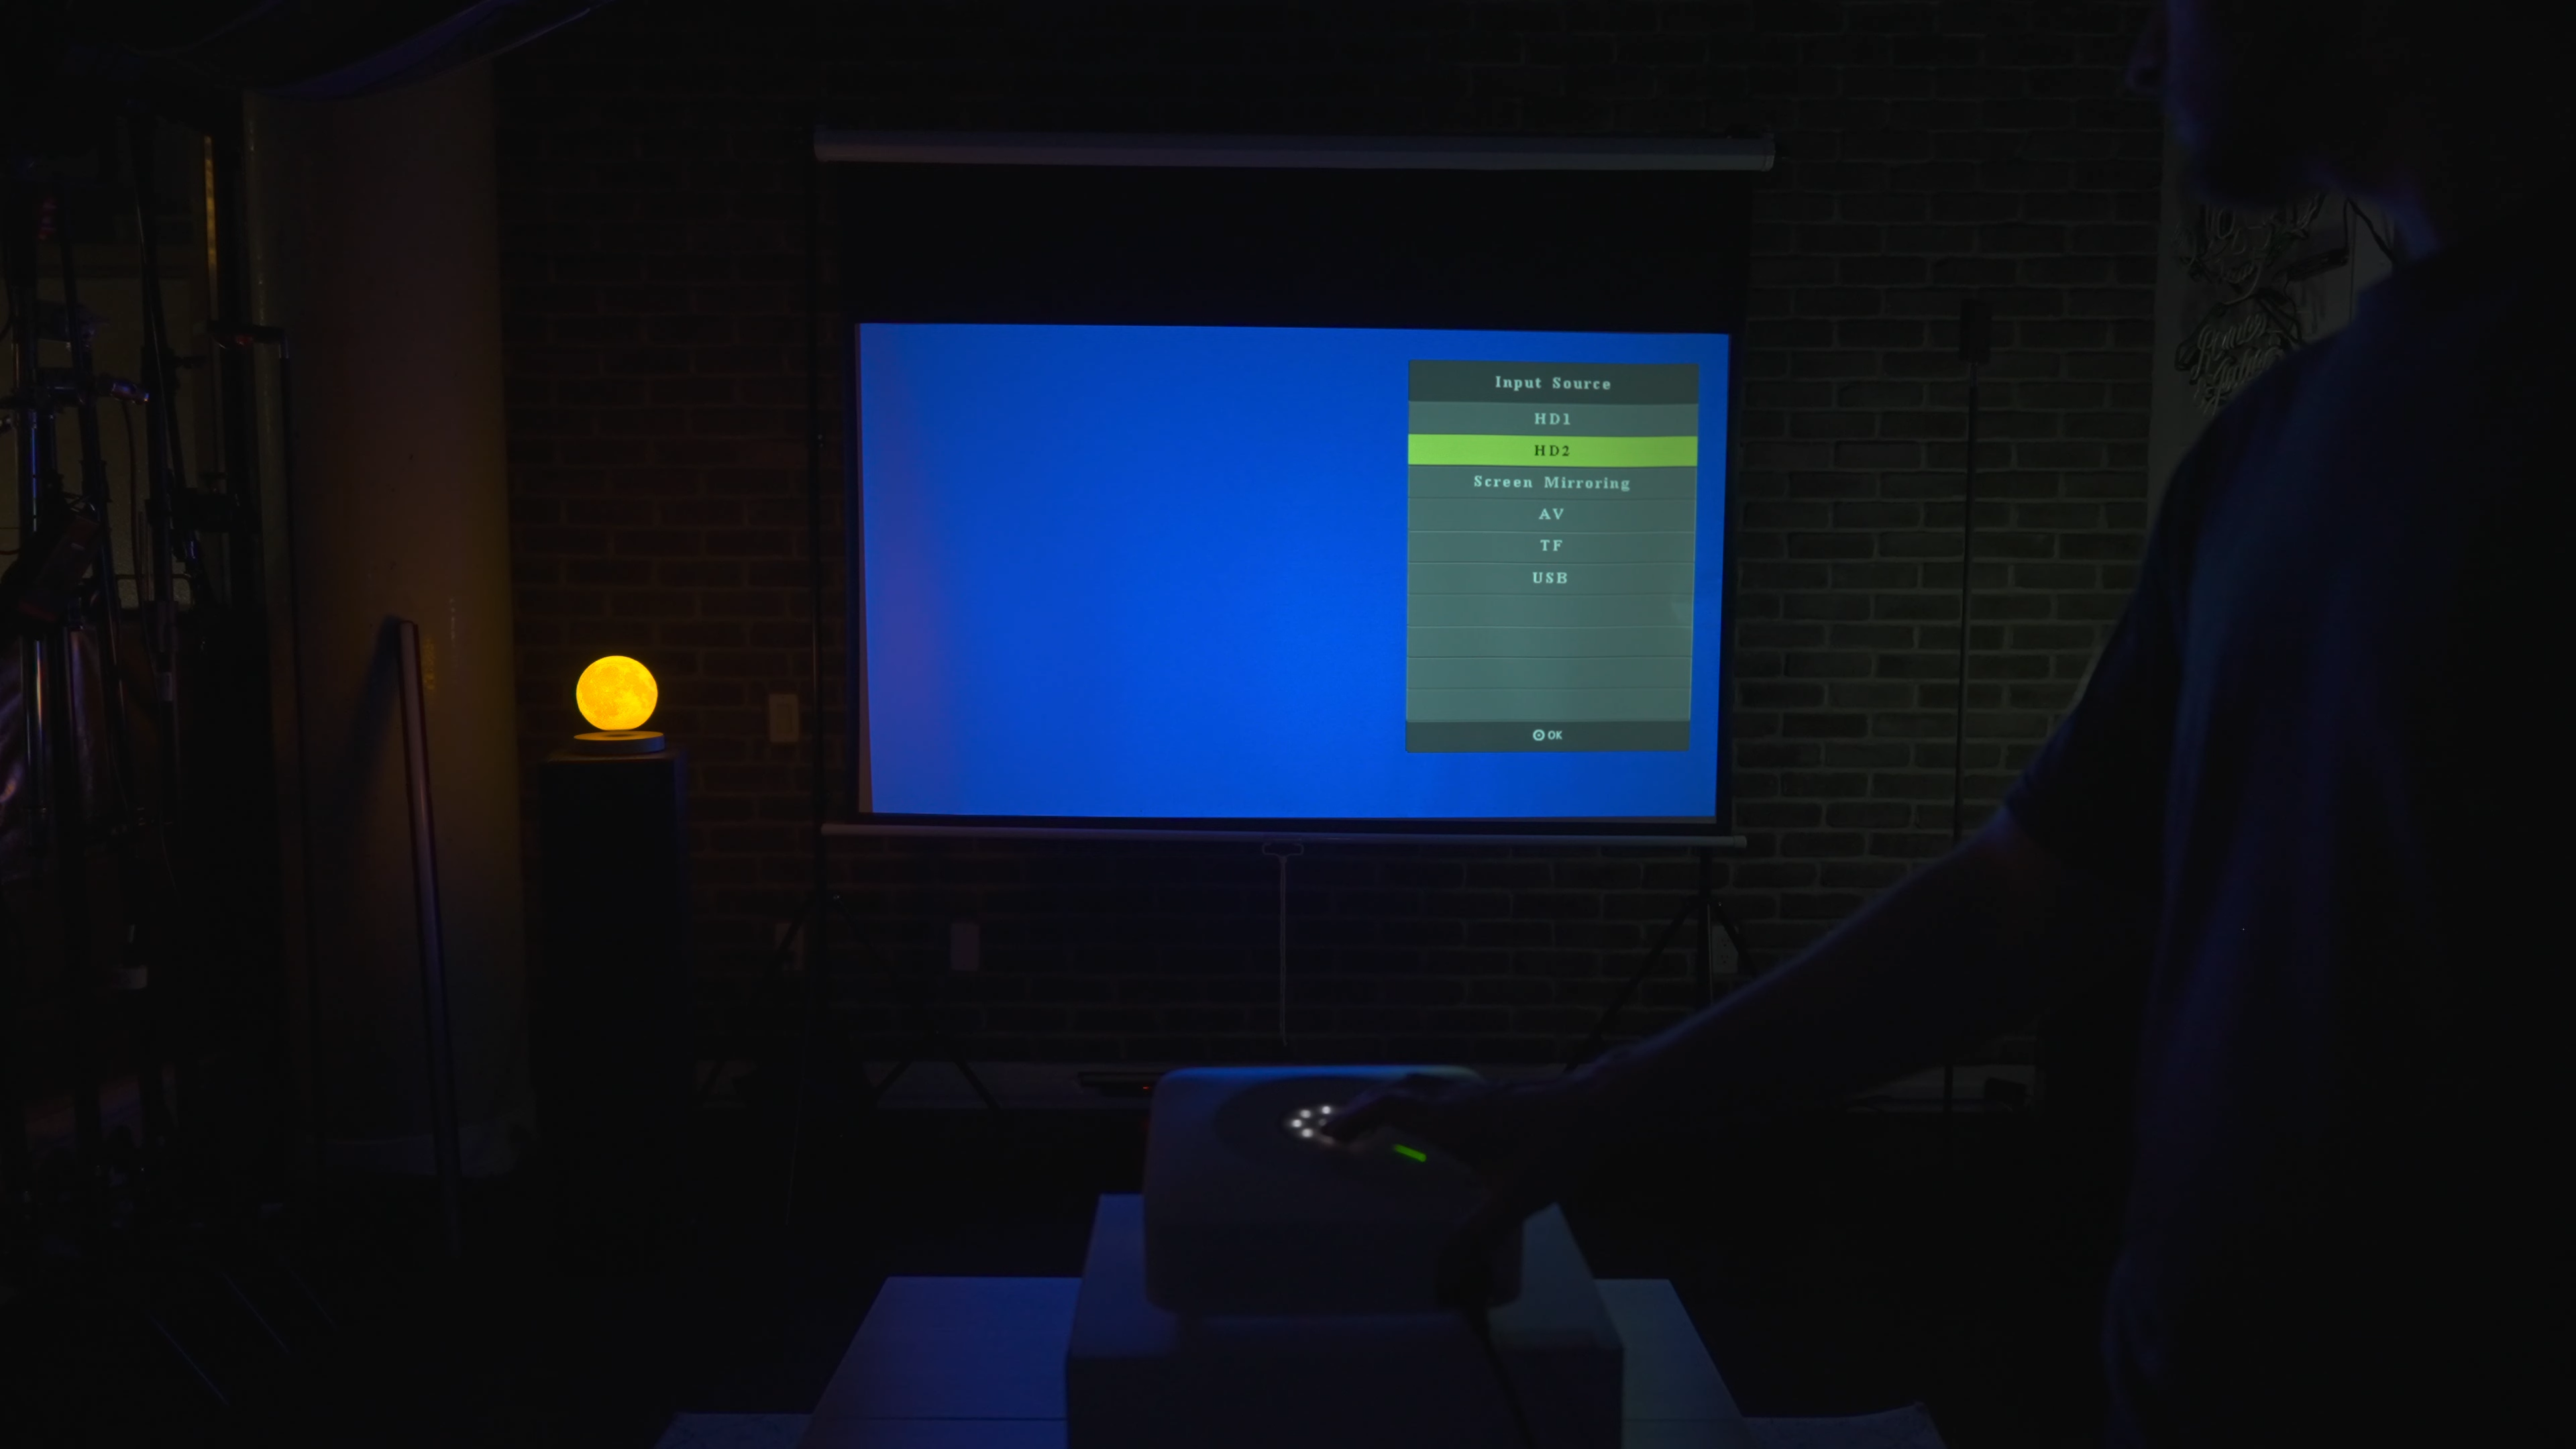 Input Source
HD1
HD2
Screen Mirroring
AV
TF
USB
OK